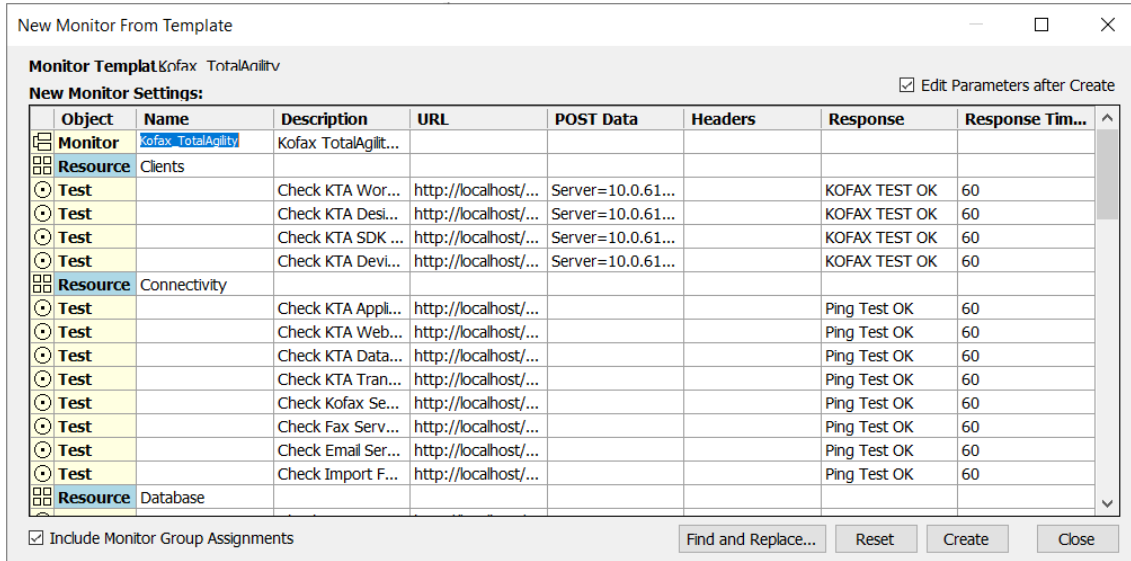 New Monitor From Template
Monitor Templat Kofax_TotalAgility
New Monitor Settings:
Edit Parameters after Create
Object Name Description URL POST Data Headers Response Response Tim...
Monitor Kofax_TotalAgility Kofax TotalAgilit...
Resource Clients
Test Check KTA Wor... http://localhost/... Server=10.0.61... KOFAX TEST OK 60
Test Check KTA Desi... http://localhost/... Server=10.0.61... KOFAX TEST OK 60
Test Check KTA SDK ... http://localhost/... Server=10.0.61... KOFAX TEST OK 60
Test Check KTA Devi... http://localhost/... Server=10.0.61... KOFAX TEST OK 60
Resource Connectivity
Test Check KTA Appli... http://localhost/... Ping Test OK 60
Test Check KTA Web... http://localhost/... Ping Test OK 60
Test Check KTA Data... http://localhost/... Ping Test OK 60
Test Check KTA Tran... http://localhost/... Ping Test OK 60
Test Check Kofax Se... http://localhost/... Ping Test OK 60
Test Check Fax Serv... http://localhost/... Ping Test OK 60
Test Check Email Ser... http://localhost/... Ping Test OK 60
Test Check Import F... http://localhost/... Ping Test OK 60
Resource Database
Include Monitor Group Assignments
Find and Replace... Reset Create Close